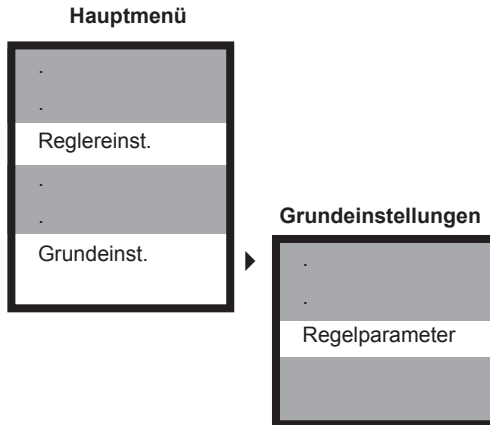 Hauptmenü
.
.
Reglereinst.
.
.
Grundeinst.
Grundeinstellungen
.
.
Regelparameter